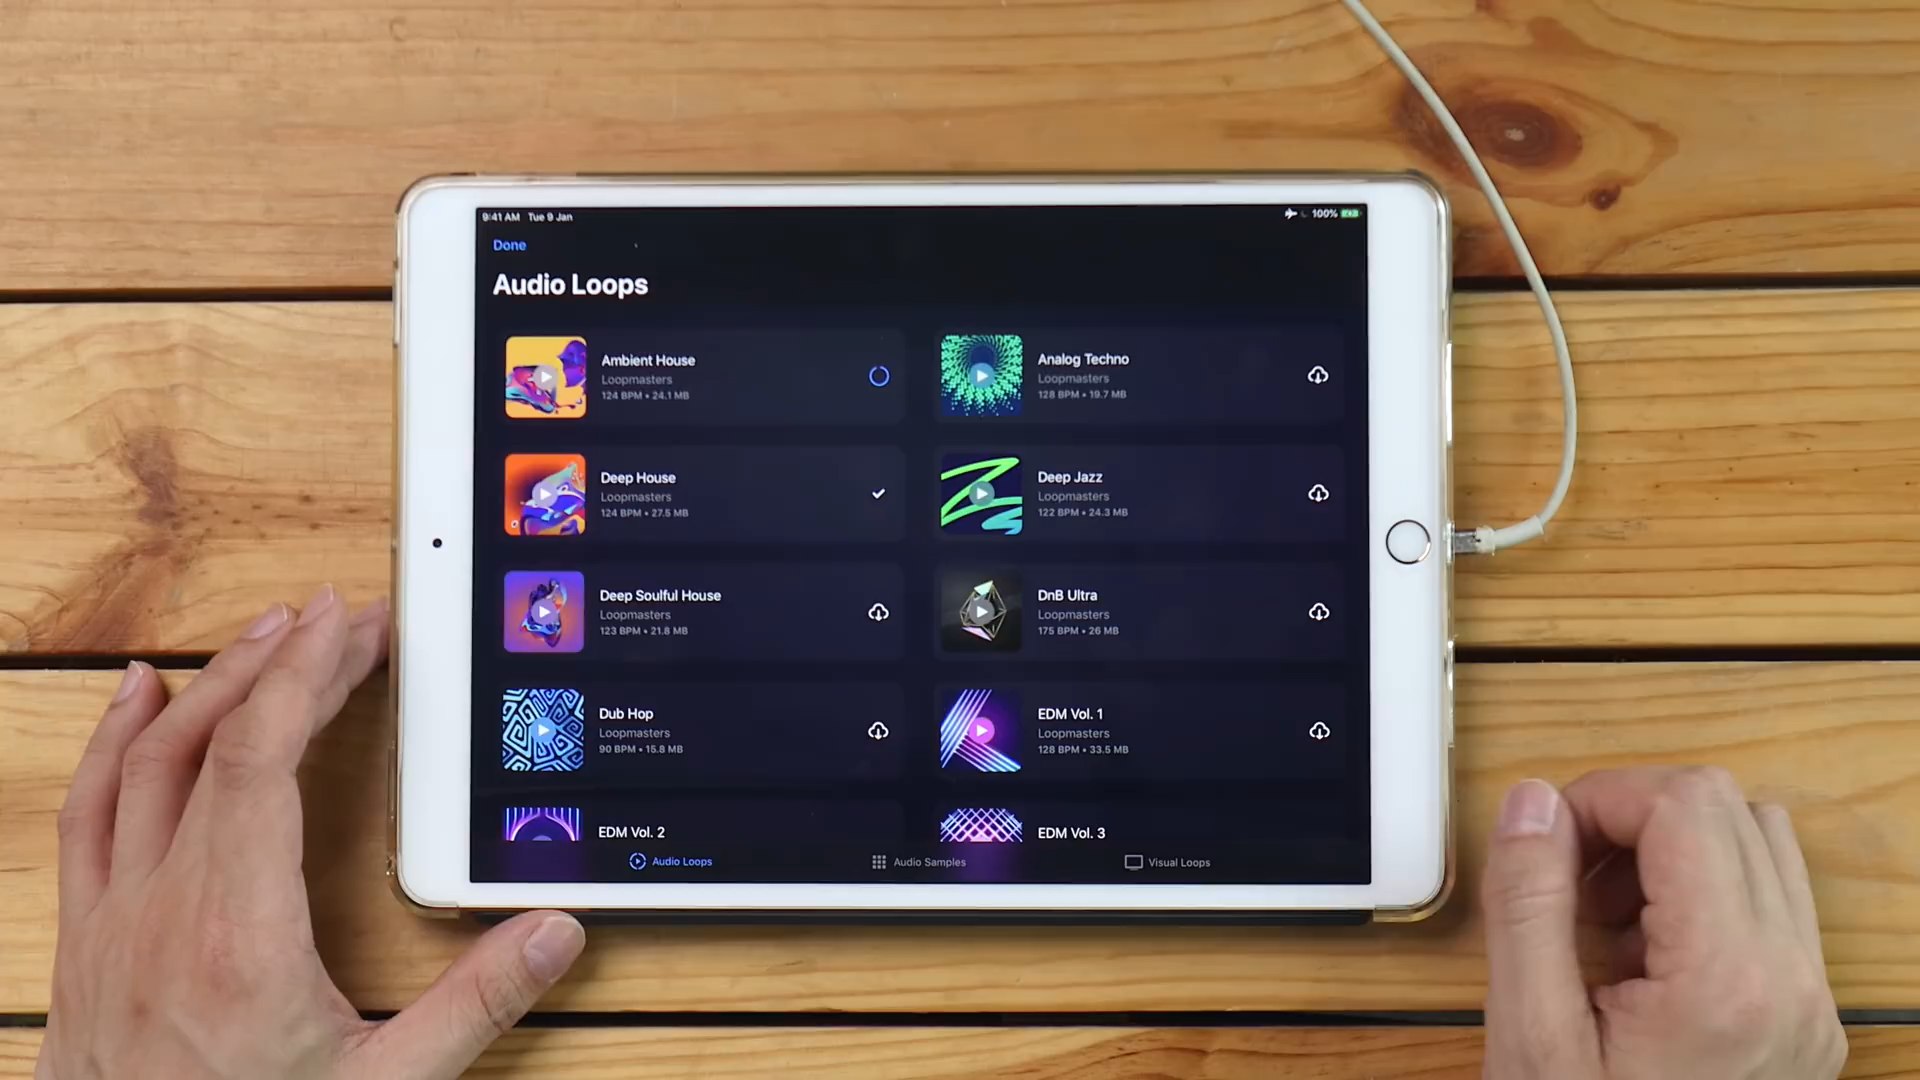 9:41 AM Tue 9 Jan
100%
Done
Audio Loops
Ambient House
Loopmasters
124 BPM • 24.1 MB
Analog Techno
Loopmasters
128 BPM • 19.7 MB
Deep House
Loopmasters
124 BPM • 27.5 MB
Deep Jazz
Loopmasters
122 BPM • 24.3 MB
Deep Soulful House
Loopmasters
123 BPM • 21.8 MB
DnB Ultra
Loopmasters
175 BPM • 26 MB
Dub Hop
Loopmasters
90 BPM • 15.8 MB
EDM Vol. 1
Loopmasters
128 BPM • 33.5 MB
EDM Vol. 2
EDM Vol. 3
Audio Loops
Audio Samples
Visual Loops